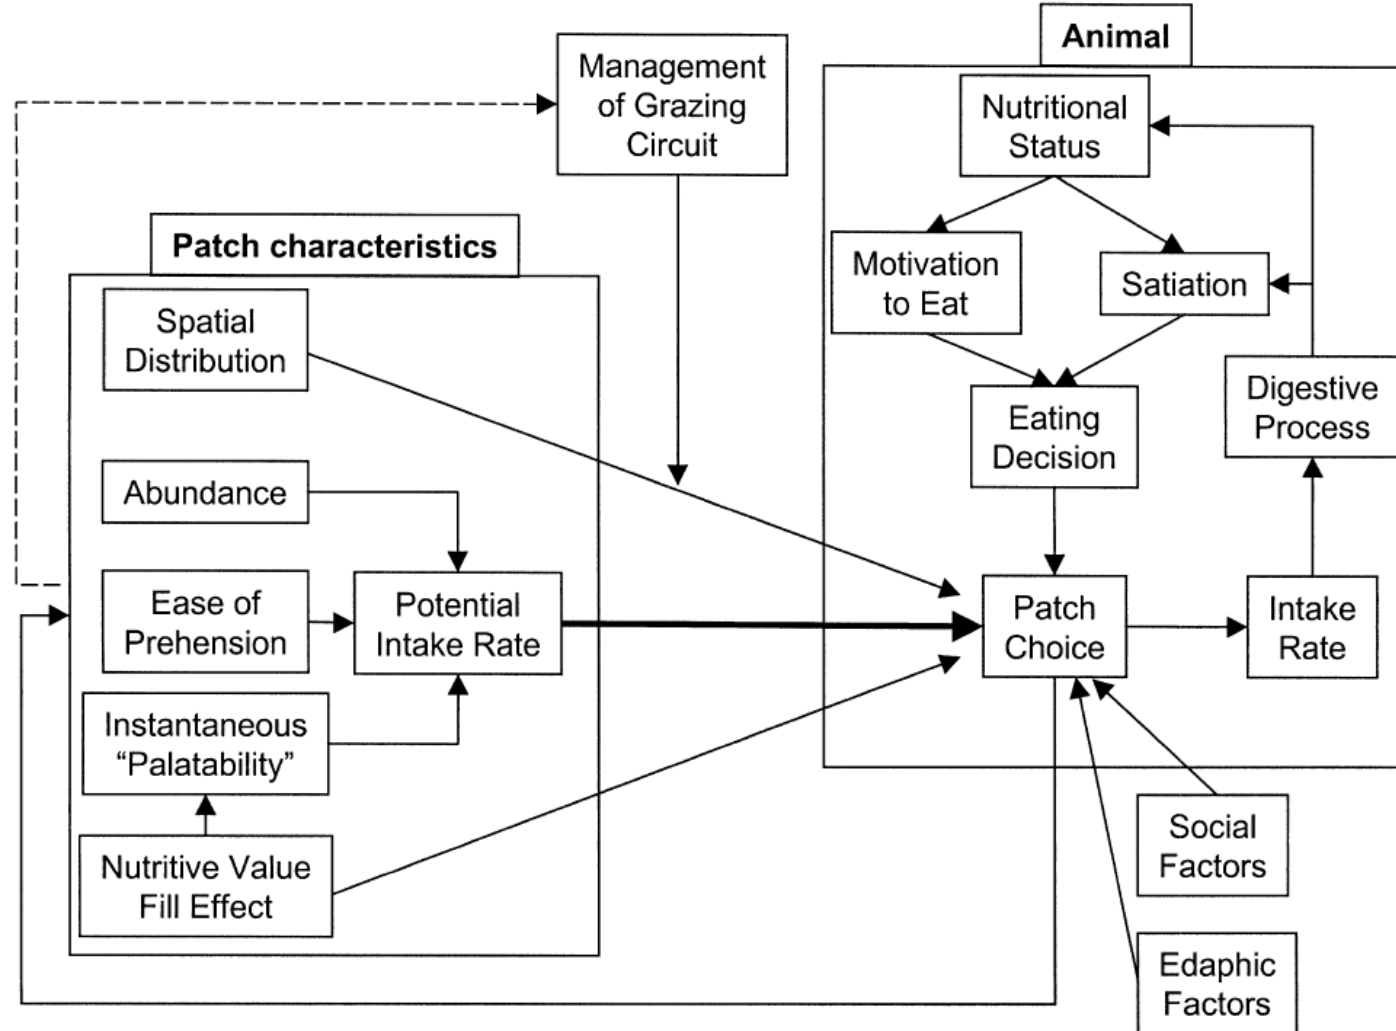 Animal
Management
of Grazing
Circuit
Nutritional
Status
Patch characteristics
Motivation
to Eat
Satiation
Spatial
Distribution
Digestive
Process
Eating
Decision
Abundance
Ease of
Prehension
Potential
Intake Rate
Patch
Choice
Intake
Rate
Instantaneous
“Palatability”
Social
Factors
Nutritive Value
Fill Effect
Edaphic
Factors